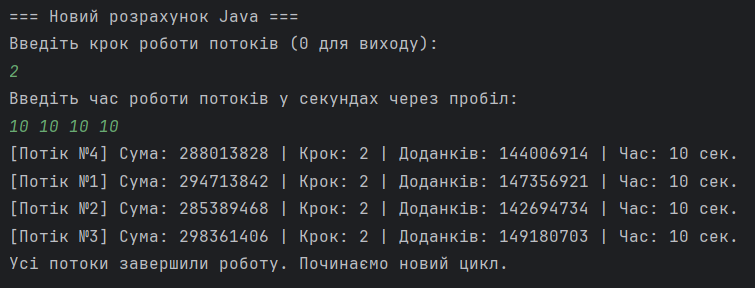 === Новий розрахунок Java ===
Введіть крок роботи потоків (0 для виходу):
2
Введіть час роботи потоків у секундах через пробіл:
10 10 10 10
[Потік №4] Сума: 288013828 | Крок: 2 | Доданків: 144006914 | Час: 10 сек.
[Потік №1] Сума: 294713842 | Крок: 2 | Доданків: 147356921 | Час: 10 сек.
[Потік №2] Сума: 285389468 | Крок: 2 | Доданків: 142694734 | Час: 10 сек.
[Потік №3] Сума: 298361406 | Крок: 2 | Доданків: 149180703 | Час: 10 сек.
Усі потоки завершили роботу. Починаємо новий цикл.